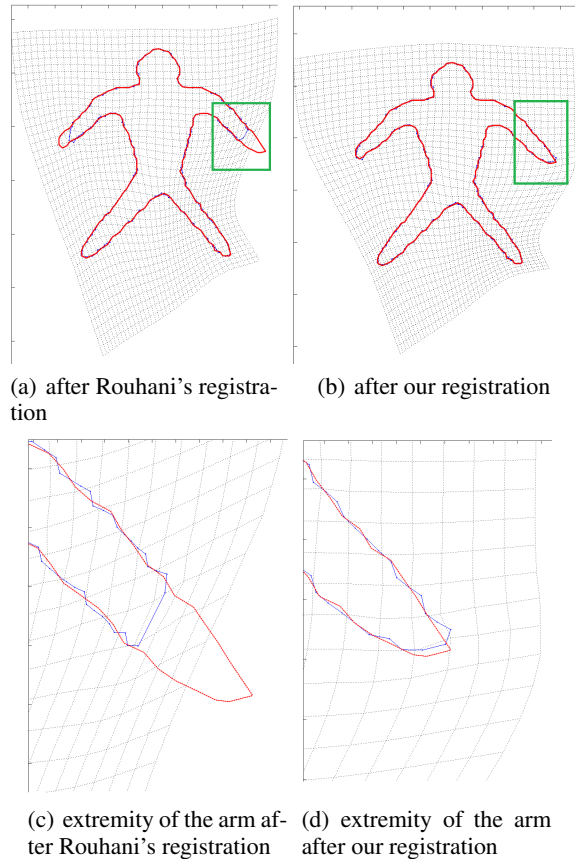 (a) after Rouhani's registra-
tion
(b) after our registration
(c) extremity of the arm af-
ter Rouhani's registration
(d) extremity of the arm
after our registration